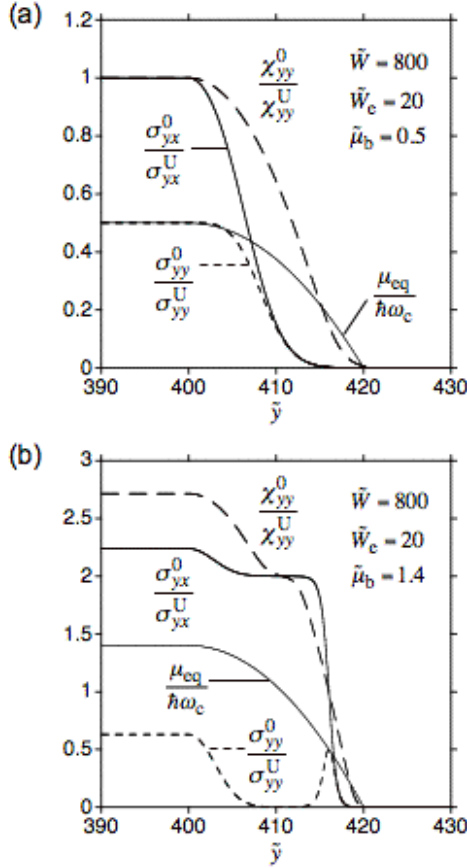 (a)
1.2
1
0.8
0.6
0.4
0.2
0
χ⁰yy
χᵁyy
σ⁰yx
σᵁyx
σ⁰yy
σᵁyy
W̃ = 800
W̃e = 20
μ̃b = 0.5
μeq
ħωc
390 400 410 420 430
ỹ
(b)
3
2.5
2
1.5
1
0.5
0
χ⁰yy
χᵁyy
W̃ = 800
W̃e = 20
μ̃b = 1.4
σ⁰yx
σᵁyx
μeq
ħωc
σ⁰yy
σᵁyy
390 400 410 420 430
ỹ